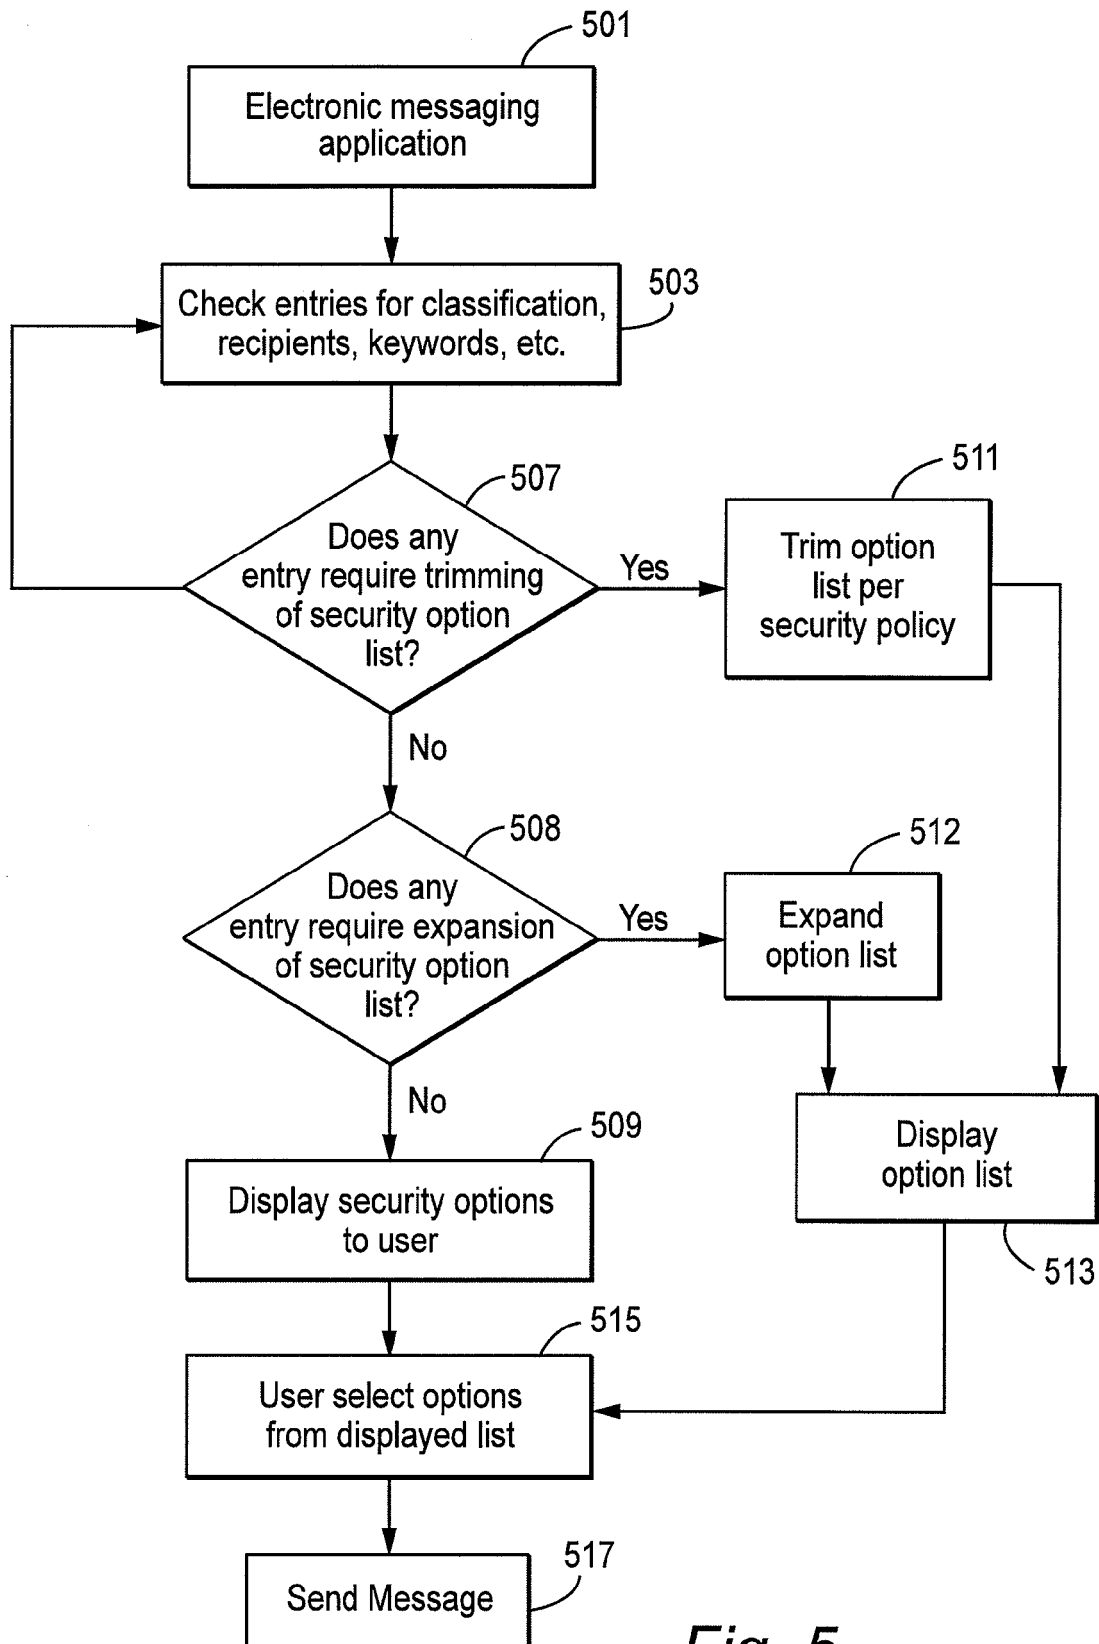 501
Electronic messaging
application
503
Check entries for classification,
recipients, keywords, etc.
507
Does any
entry require trimming
of security option
list?
Yes
511
Trim option
list per
security policy
No
508
Does any
entry require expansion
of security option
list?
Yes
512
Expand
option list
No
509
Display security options
to user
Display
option list
513
515
User select options
from displayed list
517
Send Message
Fig. 5